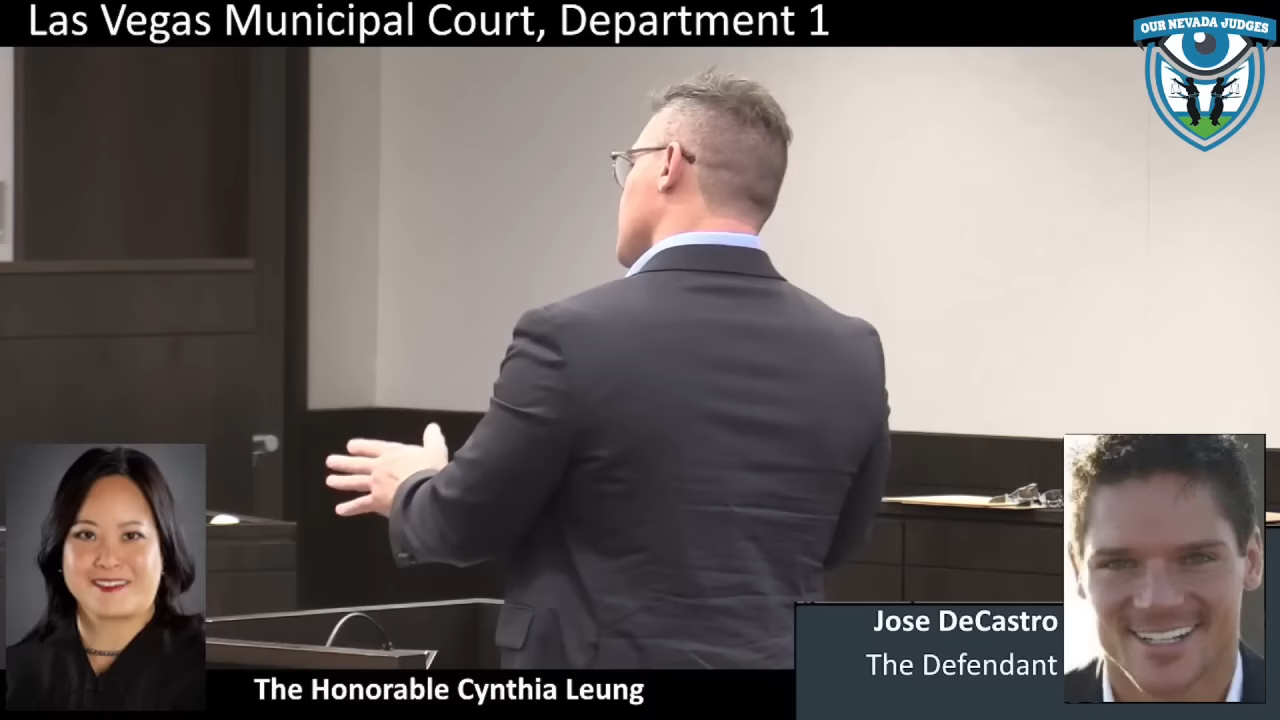 Las Vegas Municipal Court, Department 1
OUR NEVADA JUDGES
Jose DeCastro
The Defendant
The Honorable Cynthia Leung